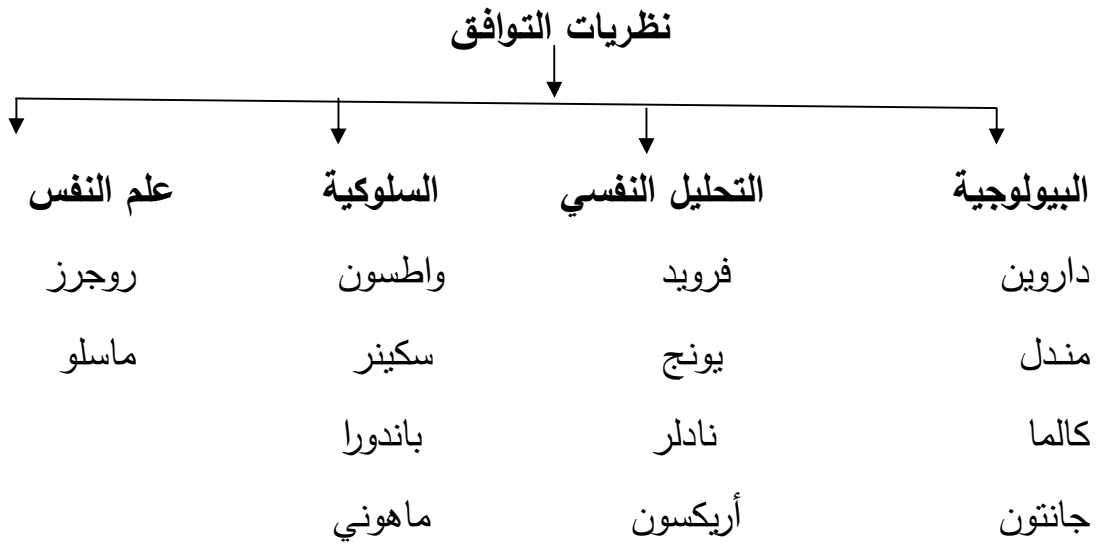 نظريات التوافق
البيولوجية التحليل النفسي السلوكية علم النفس
داروين فرويد واطسون روجرز
مندل يونج سكينر ماسلو
كالما نادلر باندورا
جانتون أريكسون ماهوني